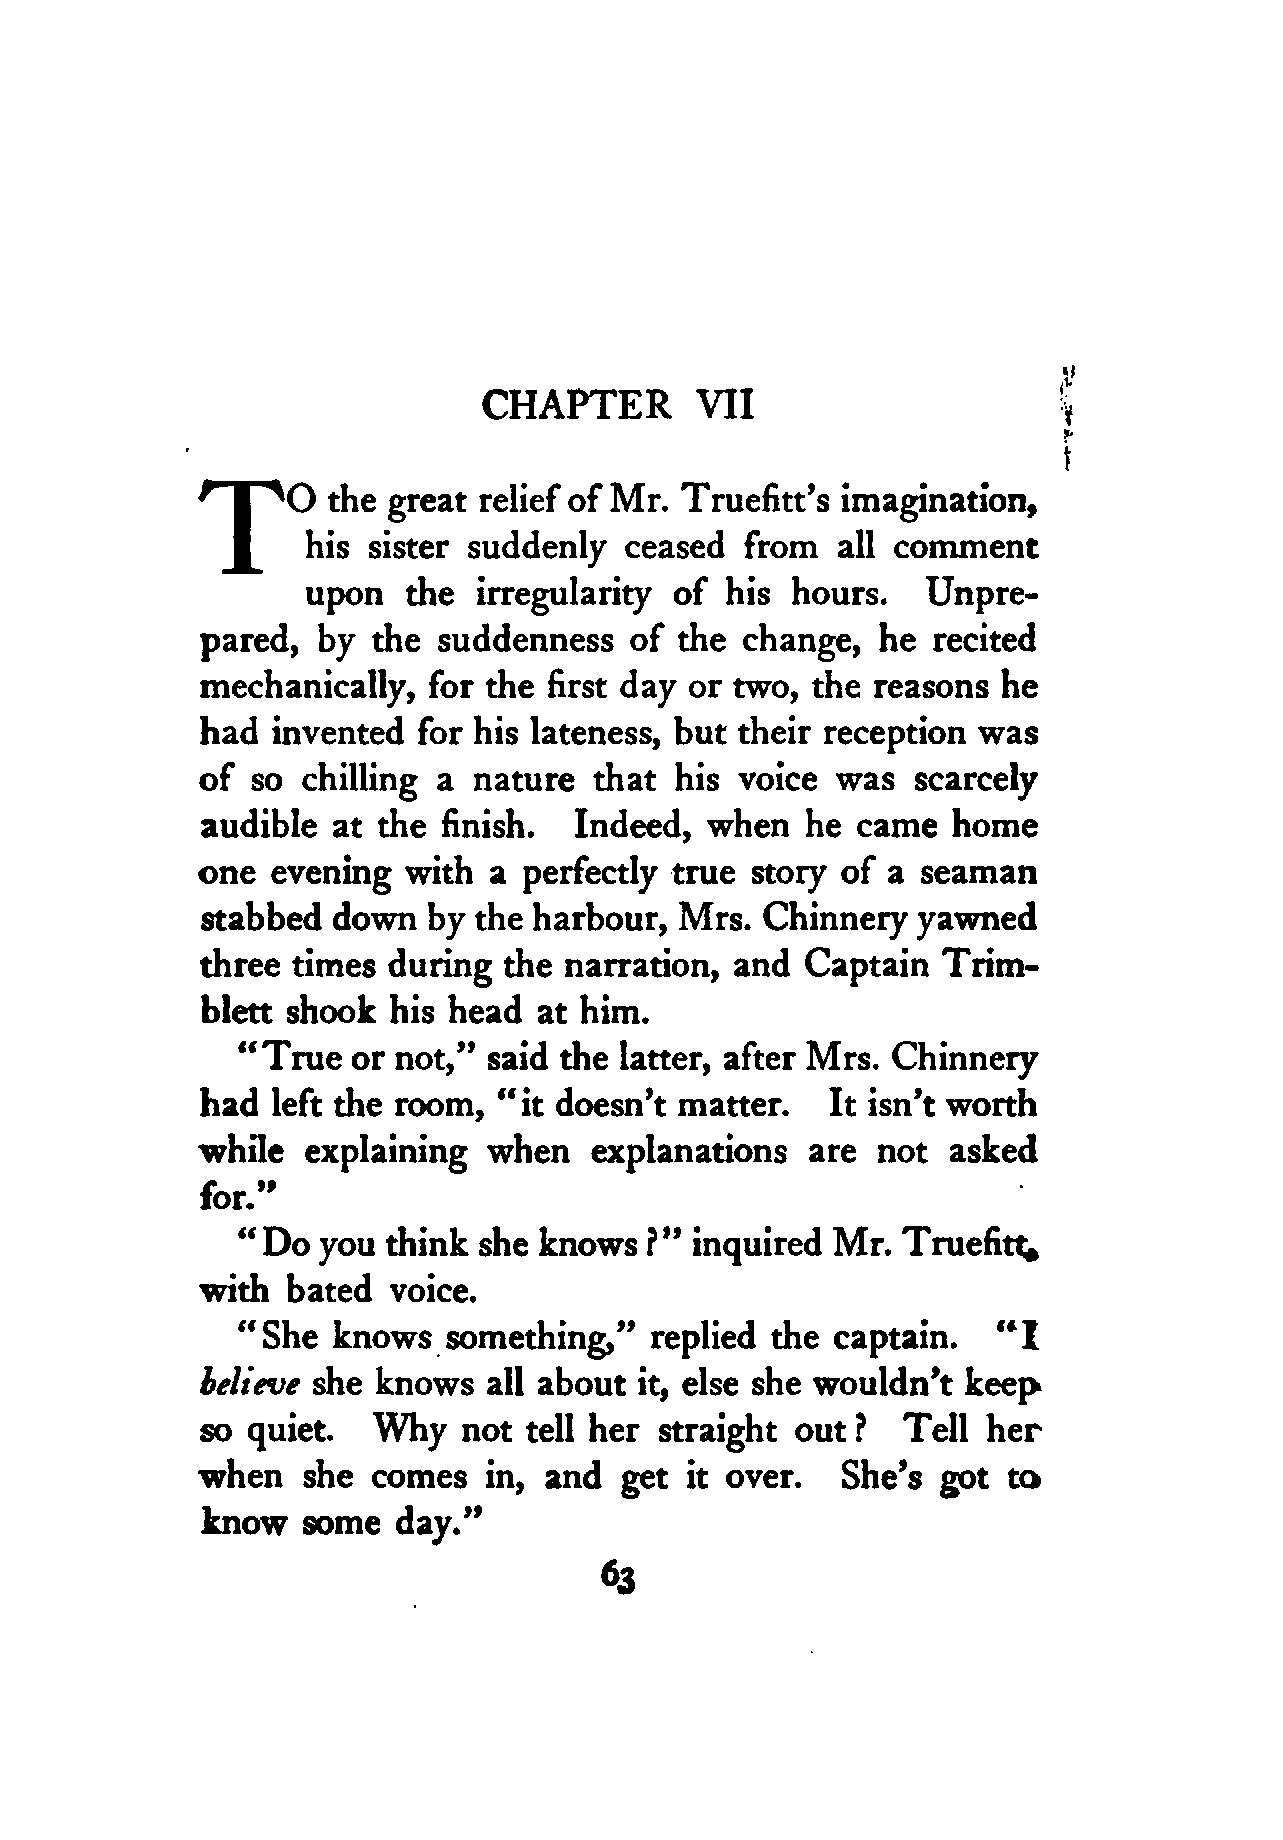 CHAPTER VII
TO the great relief of Mr. Truefitt's imagination,
his sister suddenly ceased from all comment
upon the irregularity of his hours. Unpre-
pared, by the suddenness of the change, he recited
mechanically, for the first day or two, the reasons he
had invented for his lateness, but their reception was
of so chilling a nature that his voice was scarcely
audible at the finish. Indeed, when he came home
one evening with a perfectly true story of a seaman
stabbed down by the harbour, Mrs. Chinnery yawned
three times during the narration, and Captain Trim-
blett shook his head at him.
"True or not," said the latter, after Mrs. Chinnery
had left the room, "it doesn't matter. It isn't worth
while explaining when explanations are not asked
for."
"Do you think she knows?" inquired Mr. Truefitt,
with bated voice.
"She knows something," replied the captain. "I
believe she knows all about it, else she wouldn't keep
so quiet. Why not tell her straight out? Tell her
when she comes in, and get it over. She's got to
know some day."
63